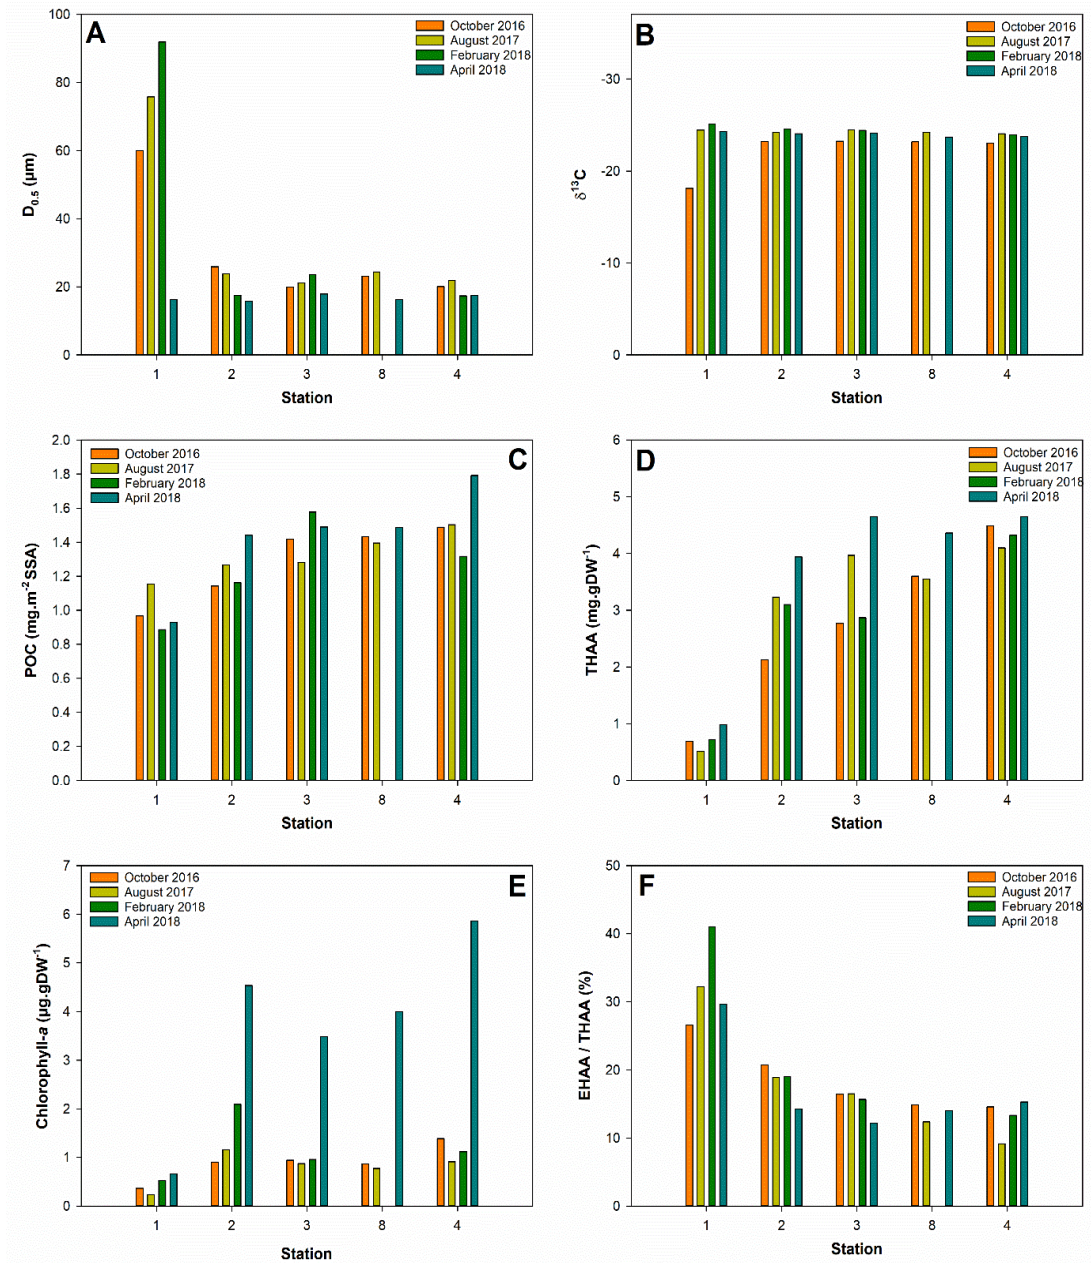 A
October 2016
August 2017
February 2018
April 2018
100
80
60
40
20
0
D0.5 (µm)
1 2 3 8 4
Station
B
October 2016
August 2017
February 2018
April 2018
-30
-20
-10
0
δ13C
1 2 3 8 4
Station
C
October 2016
August 2017
February 2018
April 2018
2.0
1.8
1.6
1.4
1.2
1.0
0.8
0.6
0.4
0.2
0.0
POC (mg.m-2 SSA)
1 2 3 8 4
Station
D
October 2016
August 2017
February 2018
April 2018
6
5
4
3
2
1
0
THAA (mg.gDW-1)
1 2 3 8 4
Station
E
October 2016
August 2017
February 2018
April 2018
7
6
5
4
3
2
1
0
Chlorophyll-a (µg.gDW-1)
1 2 3 8 4
Station
F
October 2016
August 2017
February 2018
April 2018
50
40
30
20
10
0
EHAA / THAA (%)
1 2 3 8 4
Station